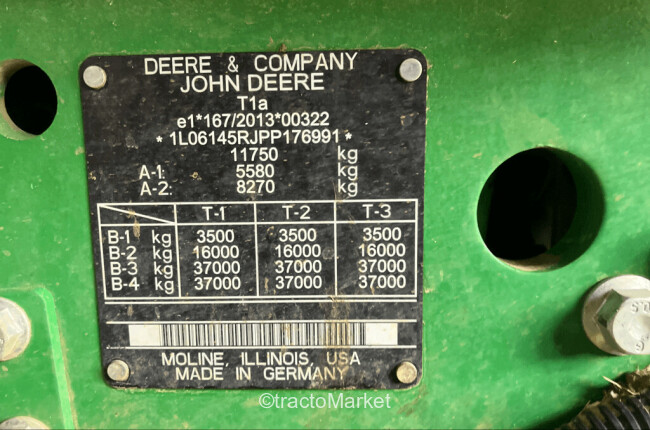 DEERE & COMPANY
JOHN DEERE
T1a
e1*167/2013*00322
* 1L06145RJPP176991 *
11750 kg
A-1: 5580 kg
A-2: 8270 kg
T-1 T-2 T-3
B-1 kg 3500 3500 3500
B-2 kg 16000 16000 16000
B-3 kg 37000 37000 37000
B-4 kg 37000 37000 37000
MOLINE, ILLINOIS, USA
MADE IN GERMANY
©tractoMarket